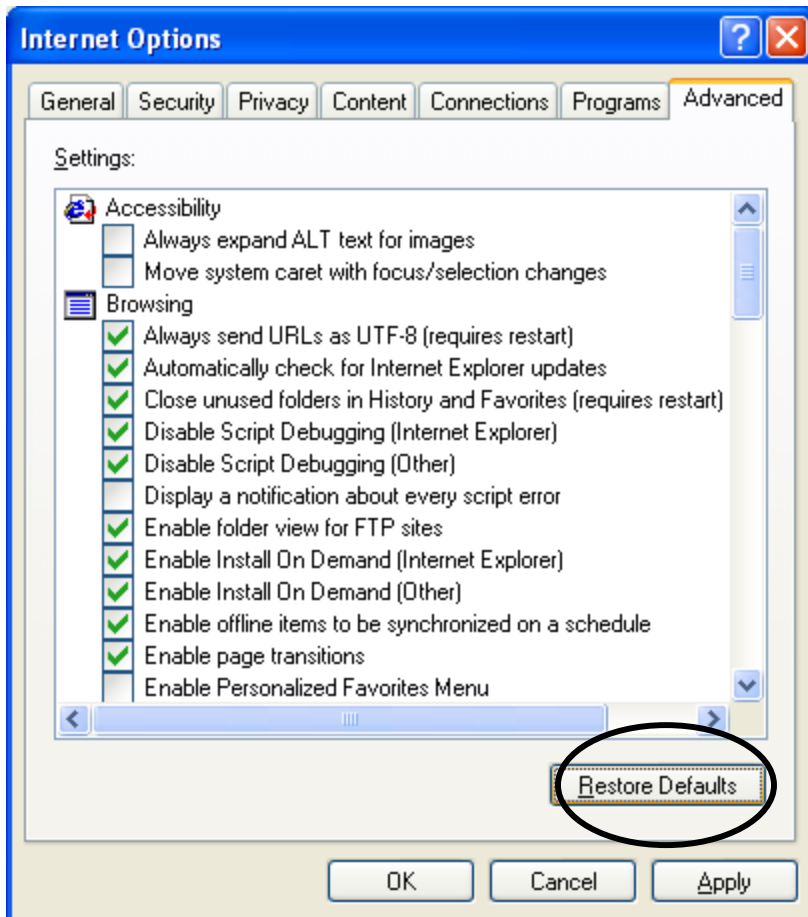 Internet Options
General Security Privacy Content Connections Programs Advanced
Settings:
Accessibility
Always expand ALT text for images
Move system caret with focus/selection changes
Browsing
Always send URLs as UTF-8 (requires restart)
Automatically check for Internet Explorer updates
Close unused folders in History and Favorites (requires restart)
Disable Script Debugging (Internet Explorer)
Disable Script Debugging (Other)
Display a notification about every script error
Enable folder view for FTP sites
Enable Install On Demand (Internet Explorer)
Enable Install On Demand (Other)
Enable offline items to be synchronized on a schedule
Enable page transitions
Enable Personalized Favorites Menu
Restore Defaults
OK Cancel Apply